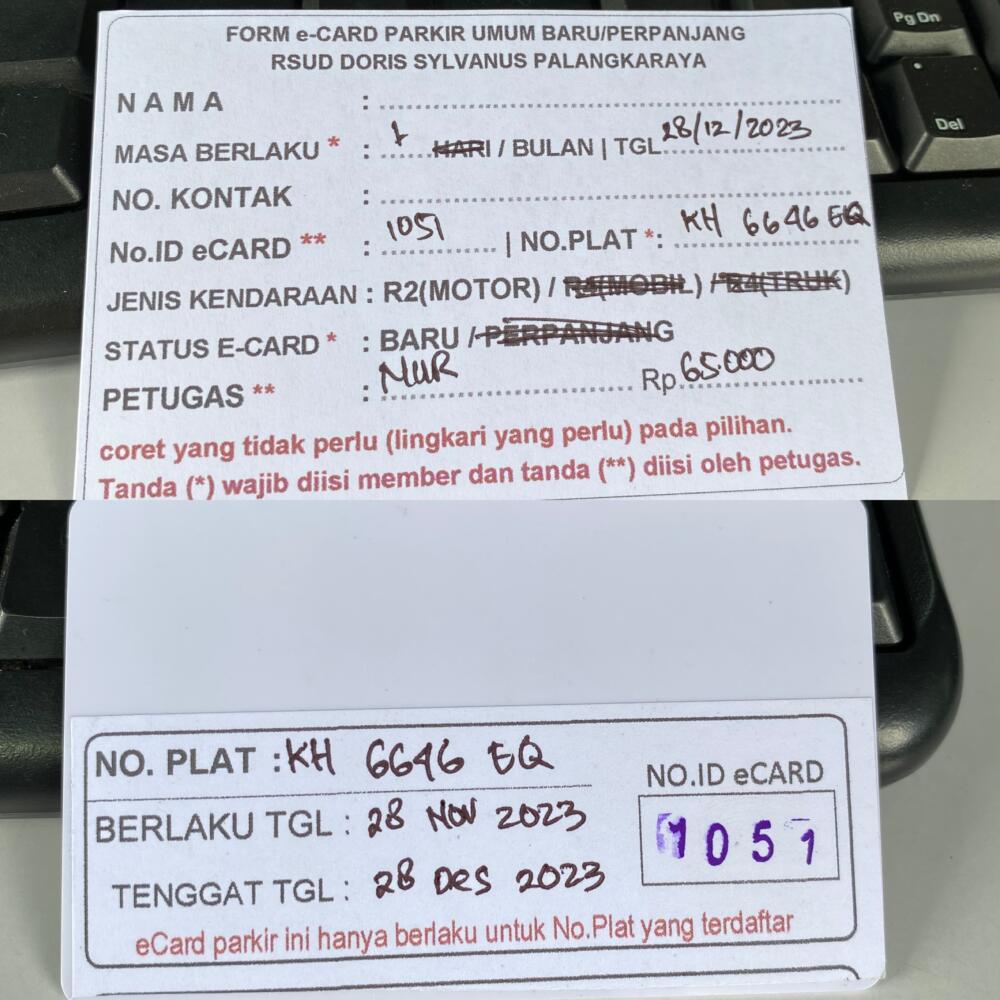 FORM e-CARD PARKIR UMUM BARU/PERPANJANG
RSUD DORIS SYLVANUS PALANGKARAYA
NAMA :
MASA BERLAKU * : 1 HARI / BULAN | TGL 28/12/2023
NO. KONTAK :
No.ID eCARD ** : 1051 | NO.PLAT *: KH 6646 EQ
JENIS KENDARAAN : R2(MOTOR) / R4(MOBIL) / R4(TRUK)
STATUS E-CARD * : BARU / PERPANJANG
PETUGAS ** : NUR Rp 65.000
coret yang tidak perlu (lingkari yang perlu) pada pilihan.
Tanda (*) wajib diisi member dan tanda (**) diisi oleh petugas.
NO. PLAT : KH 6646 EQ
NO.ID eCARD
1051
BERLAKU TGL : 28 NOV 2023
TENGGAT TGL : 28 DES 2023
eCard parkir ini hanya berlaku untuk No.Plat yang terdaftar
Pg Dn
Del